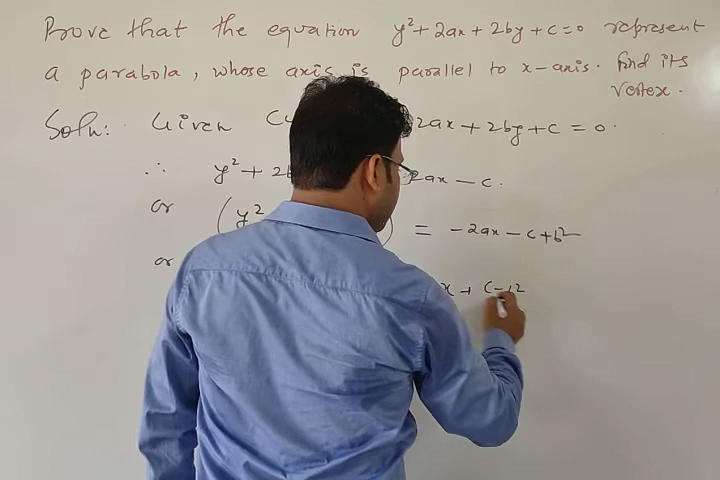 Prove that the equation y²+2ax+2by+c=0 represent
a parabola, whose axis is parallel to x-axis. find its
vertex.
Soln: Given 2ax+2by+c=0.
∴ y²+2 2ax-c.
or (y² ) = -2ax-c+b²
or x+c-b²